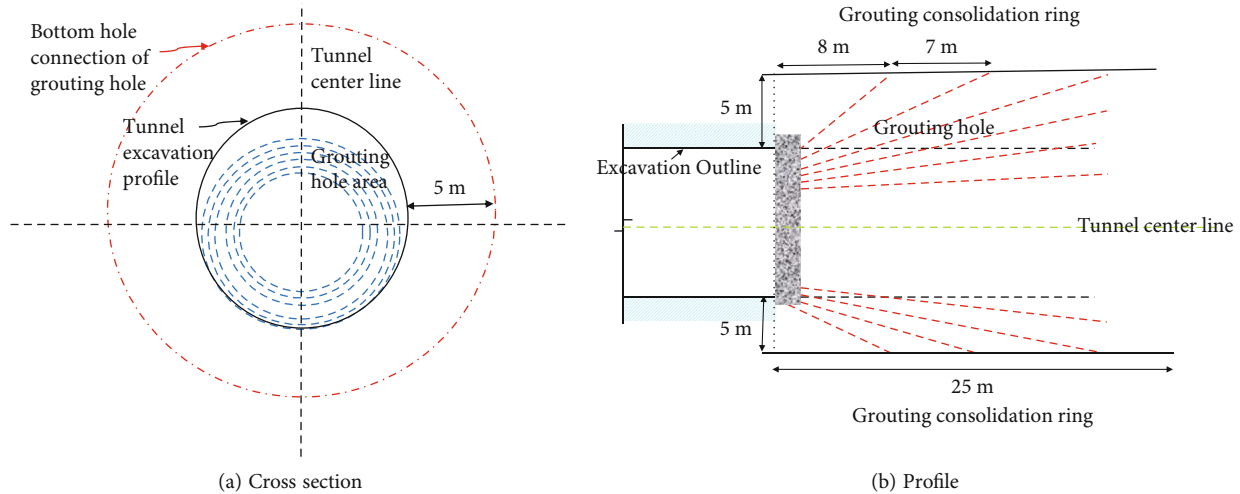 Bottom hole
connection of
grouting hole
Tunnel
center line
Tunnel
excavation
profile
Grouting
hole area
5 m
(a) Cross section
Grouting consolidation ring
8 m
7 m
5 m
Grouting hole
Excavation Outline
Tunnel center line
5 m
25 m
Grouting consolidation ring
(b) Profile